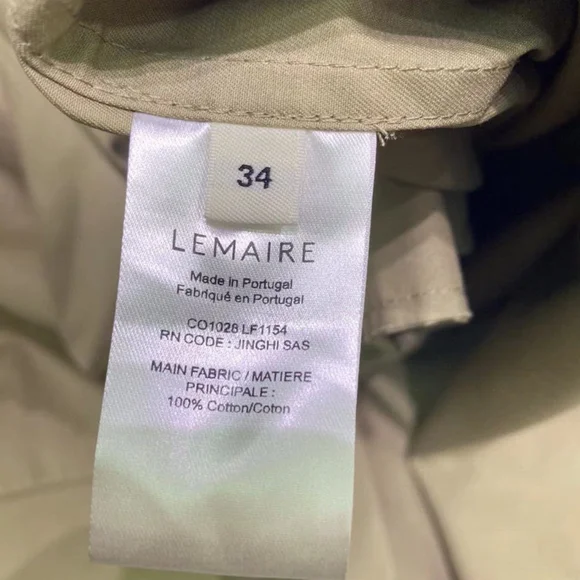 34
LEMAIRE
Made in Portugal
Fabriqué en Portugal
CO1028 LF1154
RN CODE : JINGHI SAS
MAIN FABRIC / MATIERE
PRINCIPALE :
100% Cotton/Coton